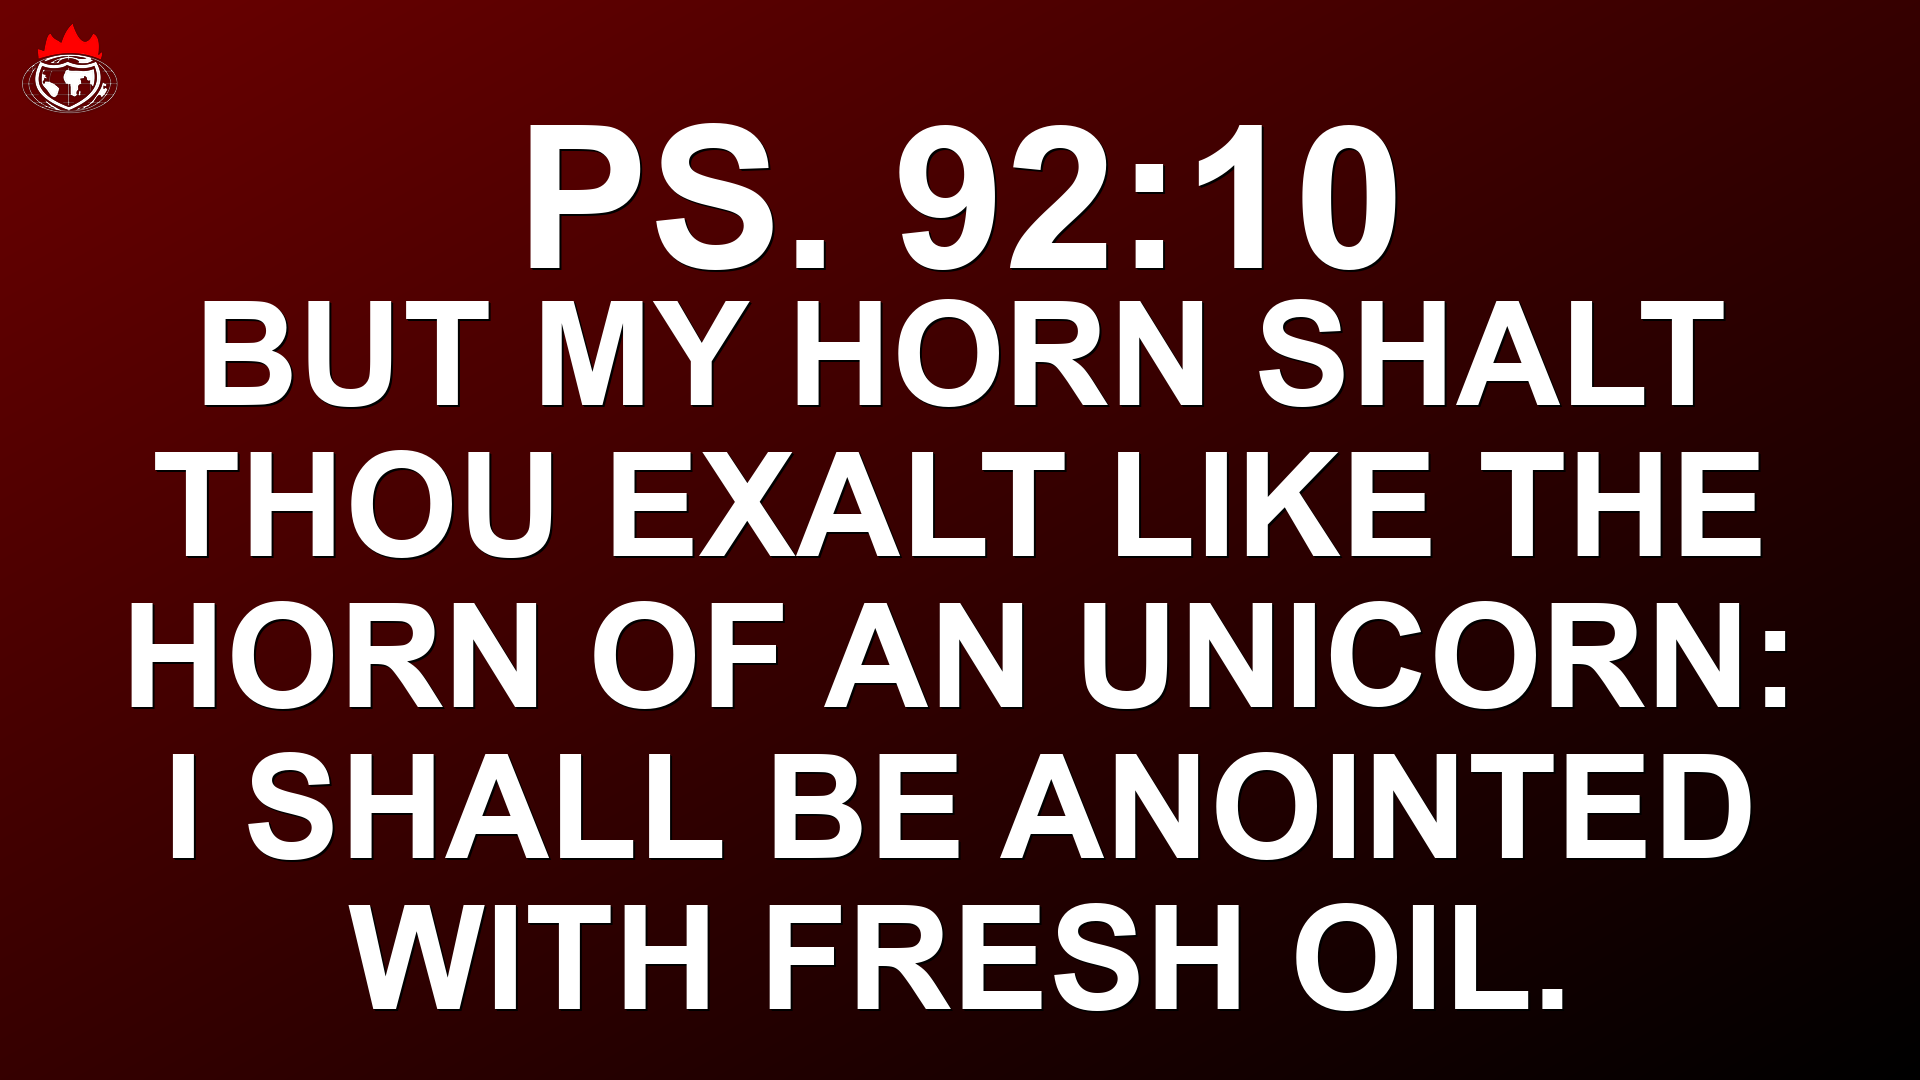 PS. 92:10
BUT MY HORN SHALT
THOU EXALT LIKE THE
HORN OF AN UNICORN:
I SHALL BE ANOINTED
WITH FRESH OIL.